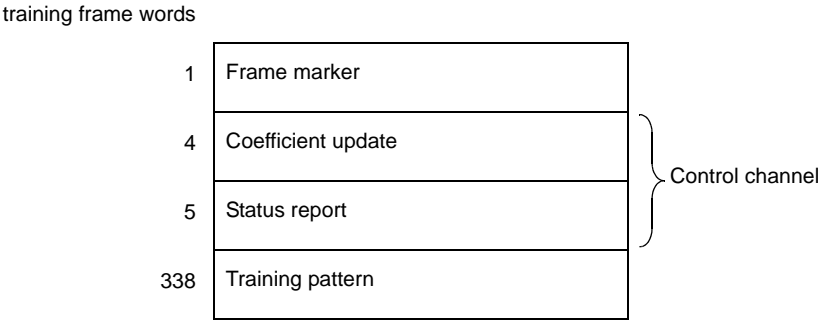 training frame words
1 Frame marker
4 Coefficient update
5 Status report
Control channel
338 Training pattern